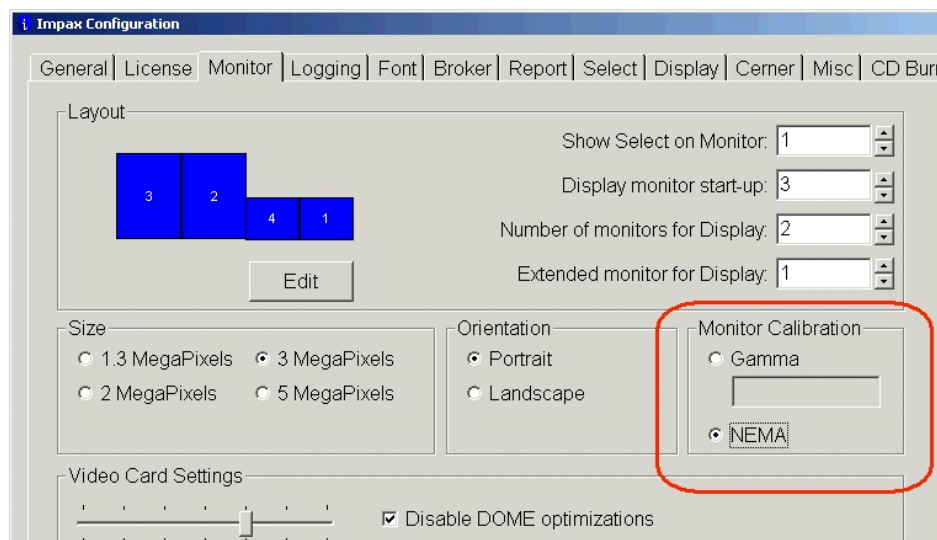 Impax Configuration
General License Monitor Logging Font Broker Report Select Display Cerner Misc CD Burn
Layout
3 2 4 1
Edit
Show Select on Monitor: 1
Display monitor start-up: 3
Number of monitors for Display: 2
Extended monitor for Display: 1
Size
1.3 MegaPixels 3 MegaPixels
2 MegaPixels 5 MegaPixels
Orientation
Portrait
Landscape
Monitor Calibration
Gamma
NEMA
Video Card Settings
Disable DOME optimizations